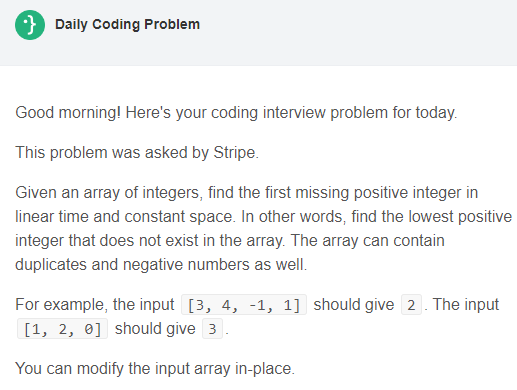 Daily Coding Problem
Good morning! Here's your coding interview problem for today.
This problem was asked by Stripe.
Given an array of integers, find the first missing positive integer in
linear time and constant space. In other words, find the lowest positive
integer that does not exist in the array. The array can contain
duplicates and negative numbers as well.
For example, the input [3, 4, -1, 1] should give 2 . The input
[1, 2, 0] should give 3 .
You can modify the input array in-place.